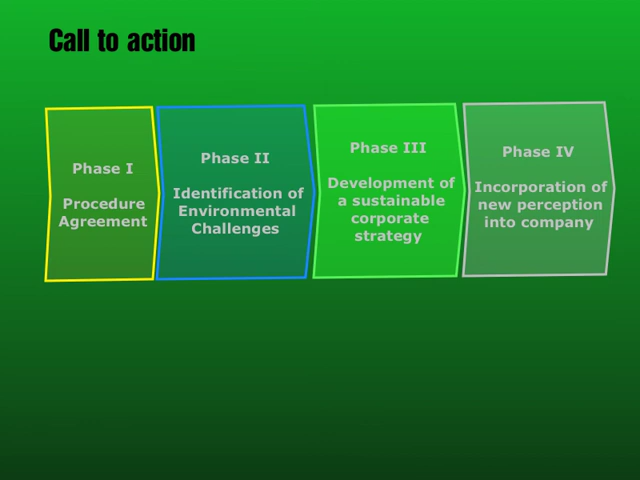 Call to action
Phase I
Procedure
Agreement
Phase II
Identification of
Environmental
Challenges
Phase III
Development of
a sustainable
corporate
strategy
Phase IV
Incorporation of
new perception
into company